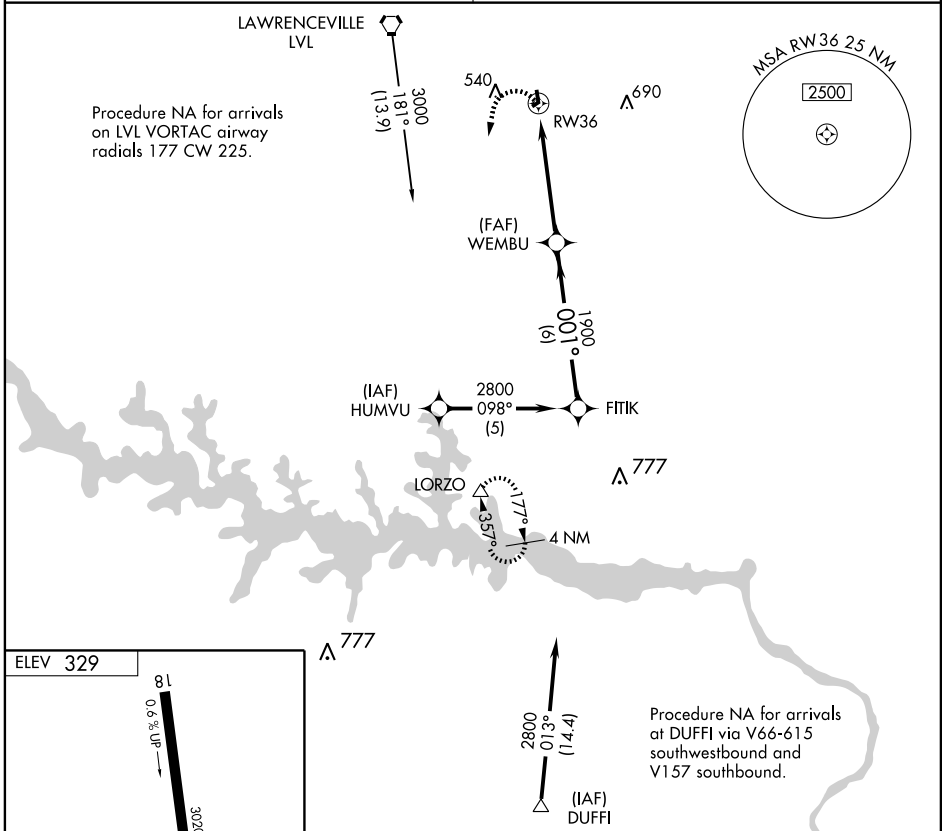 LAWRENCEVILLE
LVL
3000
181°
(13.9)
Procedure NA for arrivals
on LVL VORTAC airway
radials 177 CW 225.
540
690
RW36
MSA RW36 25 NM
2500
(FAF)
WEMBU
1900
001°
(6)
(IAF)
HUMVU
2800
098°
(5)
FITIK
777
LORZO
177°
357°
4 NM
777
ELEV 329
18
0.6 % UP
3020
2800
013°
(14.4)
(IAF)
DUFFI
Procedure NA for arrivals
at DUFFI via V66-615
southwestbound and
V157 southbound.